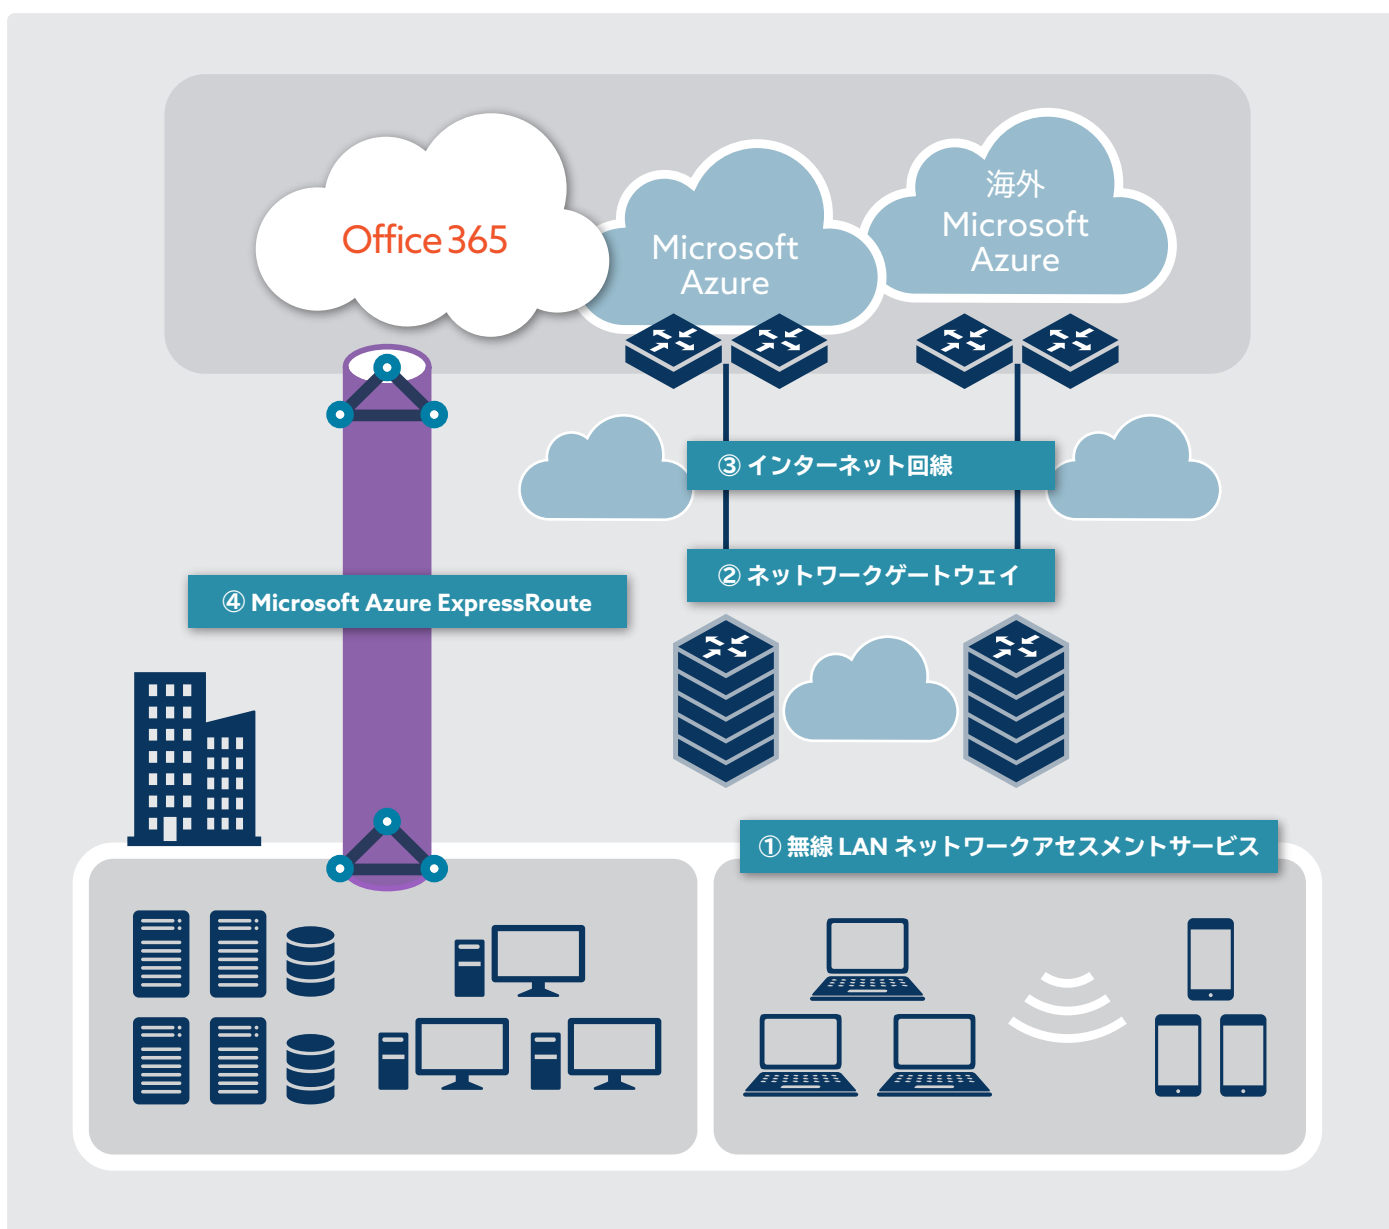 Office 365
Microsoft
Azure
海外
Microsoft
Azure
③ インターネット回線
② ネットワークゲートウェイ
④ Microsoft Azure ExpressRoute
① 無線 LAN ネットワークアセスメントサービス